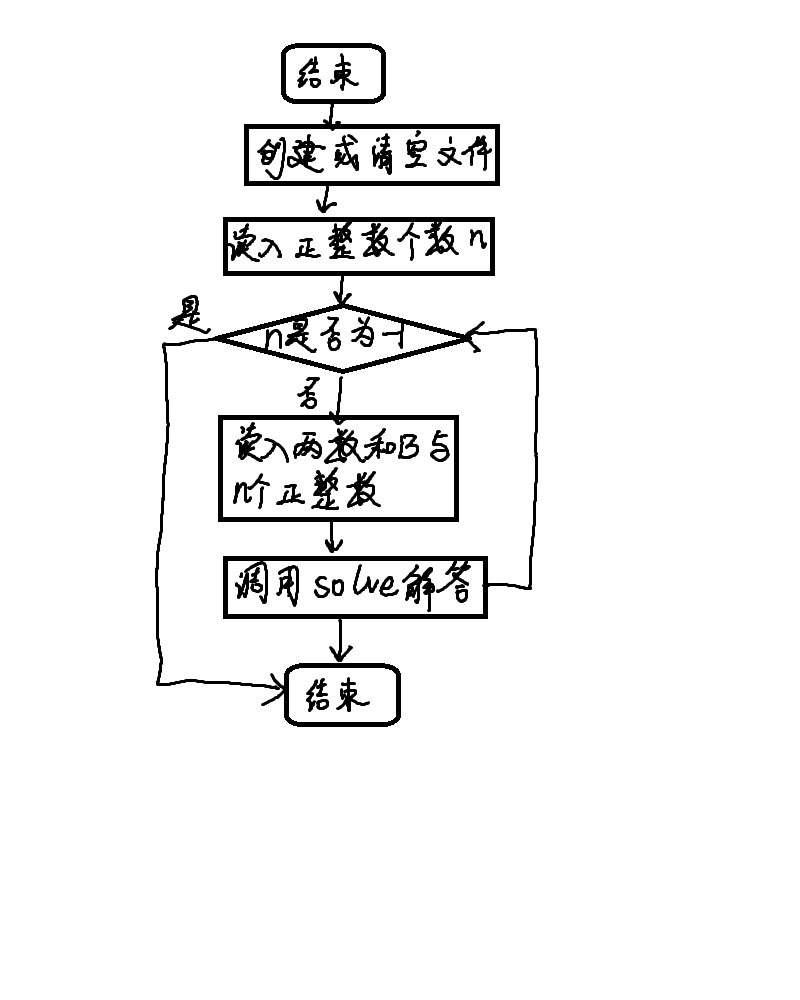 结束
创建或清空文件
读入正整数个数n
是
n是否为-1
否
读入两数和B与
n个正整数
调用solve解答
结束